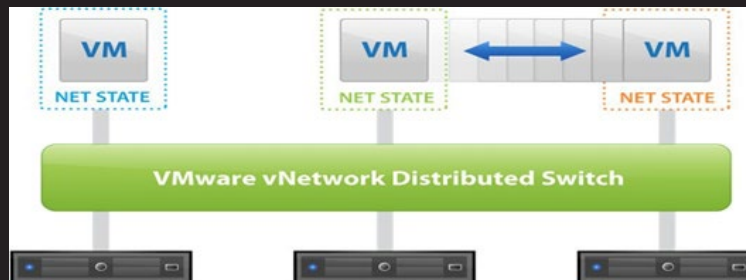 VM
VM
VM
NET STATE
NET STATE
NET STATE
VMware vNetwork Distributed Switch